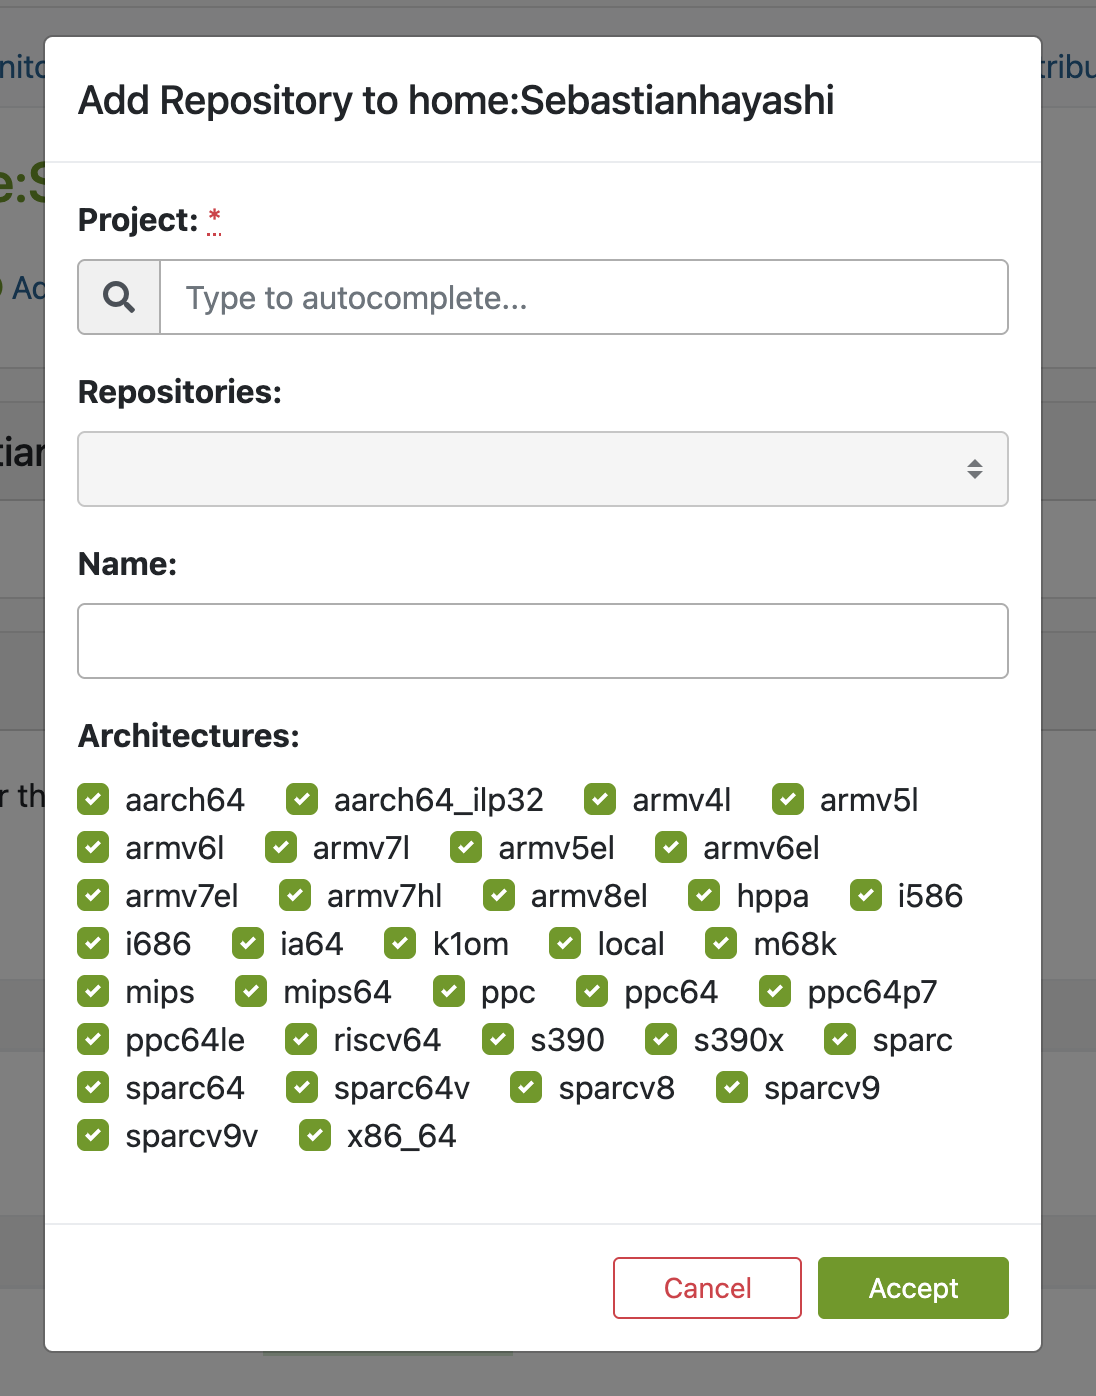 Add Repository to home:Sebastianhayashi
Project: *
Type to autocomplete...
Repositories:
Name:
Architectures:
aarch64 aarch64_ilp32 armv4l armv5l
armv6l armv7l armv5el armv6el
armv7el armv7hl armv8el hppa i586
i686 ia64 k1om local m68k
mips mips64 ppc ppc64 ppc64p7
ppc64le riscv64 s390 s390x sparc
sparc64 sparc64v sparcv8 sparcv9
sparcv9v x86_64
Cancel Accept